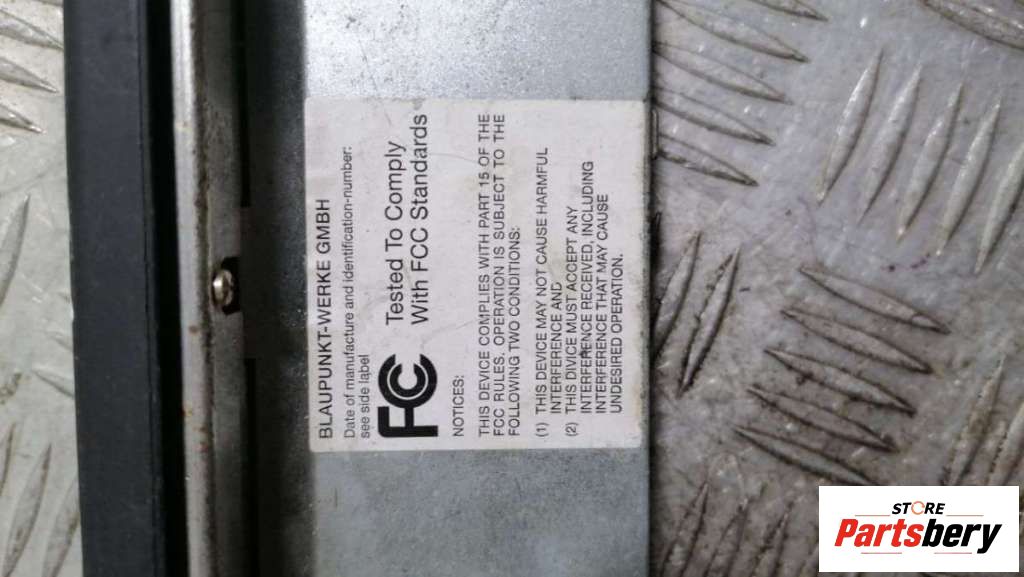 BLAUPUNKT-WERKE GMBH
Date of manufacture and identification-number:
see side label
FC Tested To Comply
With FCC Standards
NOTICES:
THIS DEVICE COMPLIES WITH PART 15 OF THE
FCC RULES. OPERATION IS SUBJECT TO THE
FOLLOWING TWO CONDITIONS:
(1) THIS DEVICE MAY NOT CAUSE HARMFUL
INTERFERENCE AND
(2) THIS DIVICE MUST ACCEPT ANY
INTERFERENCE RECEIVED, INCLUDING
INTERFERENCE THAT MAY CAUSE
UNDESIRED OPERATION.
STORE
Partsbery